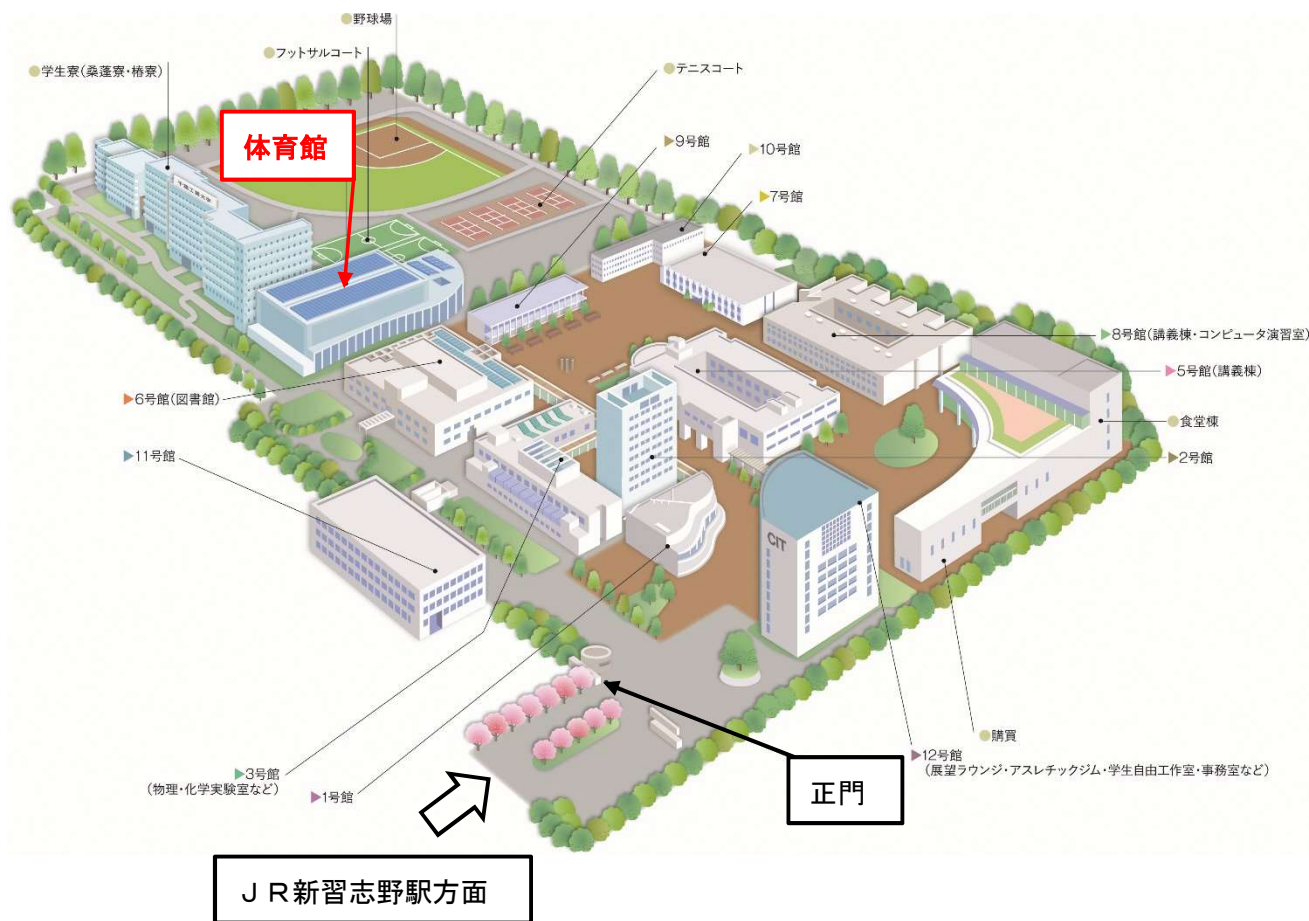 ●野球場
●フットサルコート
●学生寮(桑蓬寮・椿寮)
●テニスコート
体育館
▶9号館
▶10号館
▶7号館
▶8号館(講義棟・コンピュータ演習室)
▶5号館(講義棟)
▶6号館(図書館)
●食堂棟
▶11号館
▶2号館
CIT
●購買
▶12号館
(展望ラウンジ・アスレチックジム・学生自由工作室・事務室など)
▶3号館
(物理・化学実験室など)
▶1号館
正門
ＪＲ新習志野駅方面